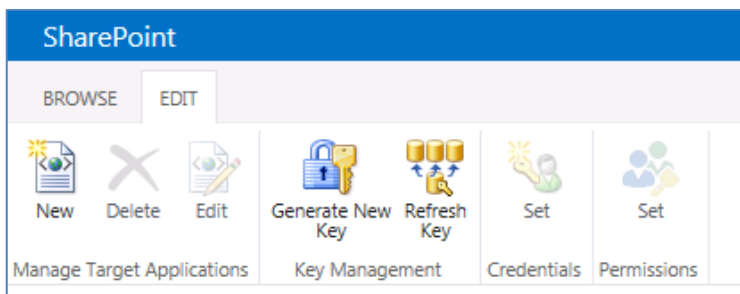 SharePoint
BROWSE EDIT
New Delete Edit Generate New Key Refresh Key Set Set
Manage Target Applications Key Management Credentials Permissions